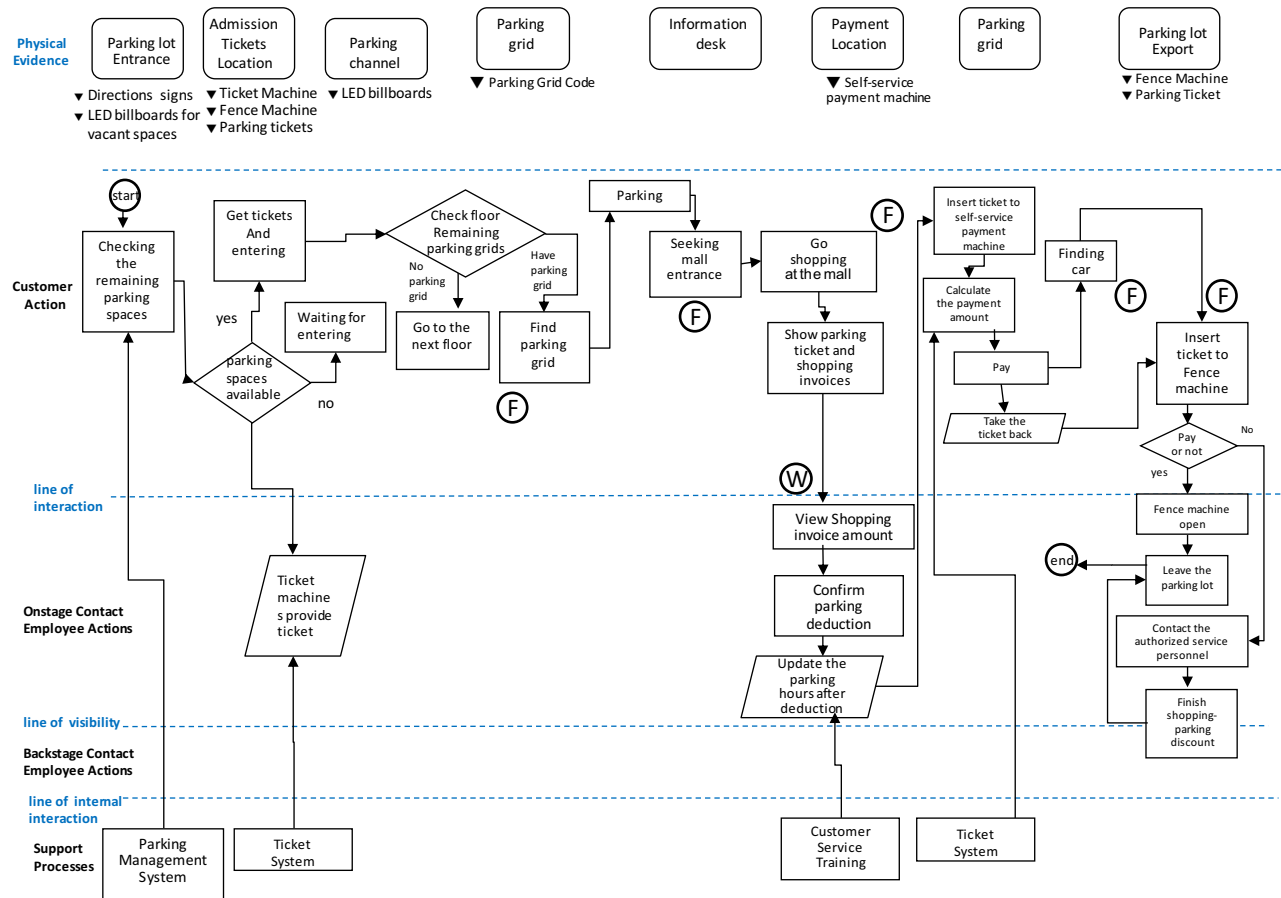 Physical
Evidence
Parking lot
Entrance
Admission
Tickets
Location
Parking
channel
Parking
grid
Information
desk
Payment
Location
Parking
grid
Parking lot
Export
▼ Directions signs
▼ LED billboards for
vacant spaces
▼ Ticket Machine
▼ Fence Machine
▼ Parking tickets
▼ LED billboards
▼ Parking Grid Code
▼ Self-service
payment machine
▼ Fence Machine
▼ Parking Ticket
Customer
Action
start
Checking
the
remaining
parking
spaces
Get tickets
And
entering
yes
parking
spaces
available
no
Waiting for
entering
Check floor
Remaining
parking grids
No
parking
grid
Have
parking
grid
Go to the
next floor
Find
parking
grid
F
Parking
Seeking
mall
entrance
F
Go
shopping
at the mall
F
Show parking
ticket and
shopping
invoices
W
Insert ticket to
self-service
payment
machine
Calculate
the payment
amount
Pay
Take the
ticket back
Finding
car
F
F
Insert
ticket to
Fence
machine
Pay
or not
No
yes
line of
interaction
Onstage Contact
Employee Actions
Ticket
machine
s provide
ticket
View Shopping
invoice amount
Confirm
parking
deduction
Update the
parking
hours after
deduction
Fence machine
open
end
Leave the
parking lot
Contact the
authorized service
personnel
Finish
shopping-
parking
discount
line of visibility
Backstage Contact
Employee Actions
line of internal
interaction
Support
Processes
Parking
Management
System
Ticket
System
Customer
Service
Training
Ticket
System